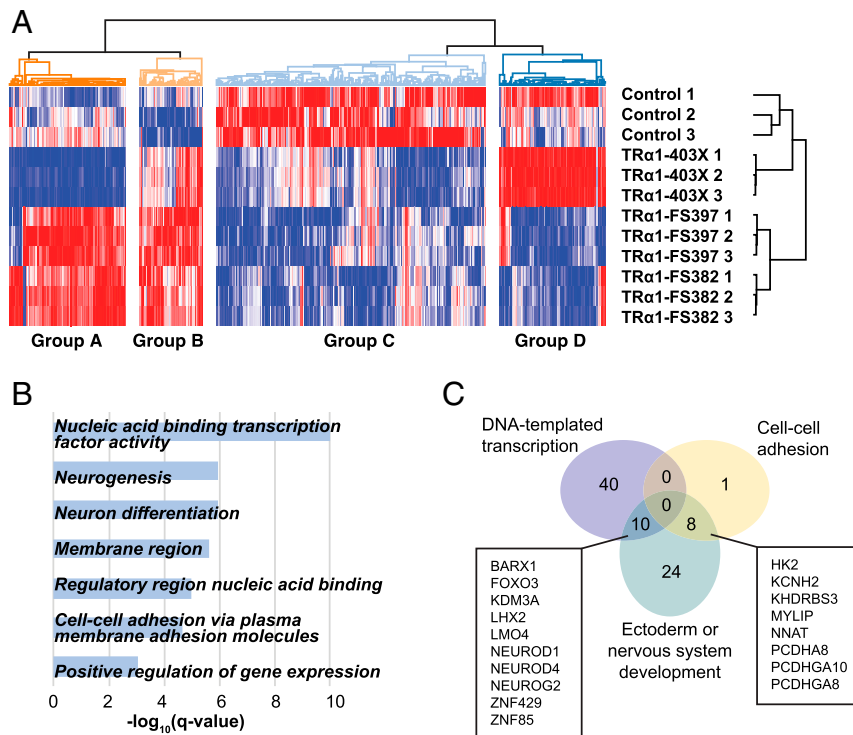 A
Control 1
Control 2
Control 3
TRα1-403X 1
TRα1-403X 2
TRα1-403X 3
TRα1-FS397 1
TRα1-FS397 2
TRα1-FS397 3
TRα1-FS382 1
TRα1-FS382 2
TRα1-FS382 3
Group A
Group B
Group C
Group D
B
Nucleic acid binding transcription
factor activity
Neurogenesis
Neuron differentiation
Membrane region
Regulatory region nucleic acid binding
Cell-cell adhesion via plasma
membrane adhesion molecules
Positive regulation of gene expression
0 2 4 6 8 10
-log10(q-value)
C
DNA-templated
transcription
Cell-cell
adhesion
40
0
1
0
10
8
24
Ectoderm or
nervous system
development
BARX1
FOXO3
KDM3A
LHX2
LMO4
NEUROD1
NEUROD4
NEUROG2
ZNF429
ZNF85
HK2
KCNH2
KHDRBS3
MYLIP
NNAT
PCDHA8
PCDHGA10
PCDHGA8